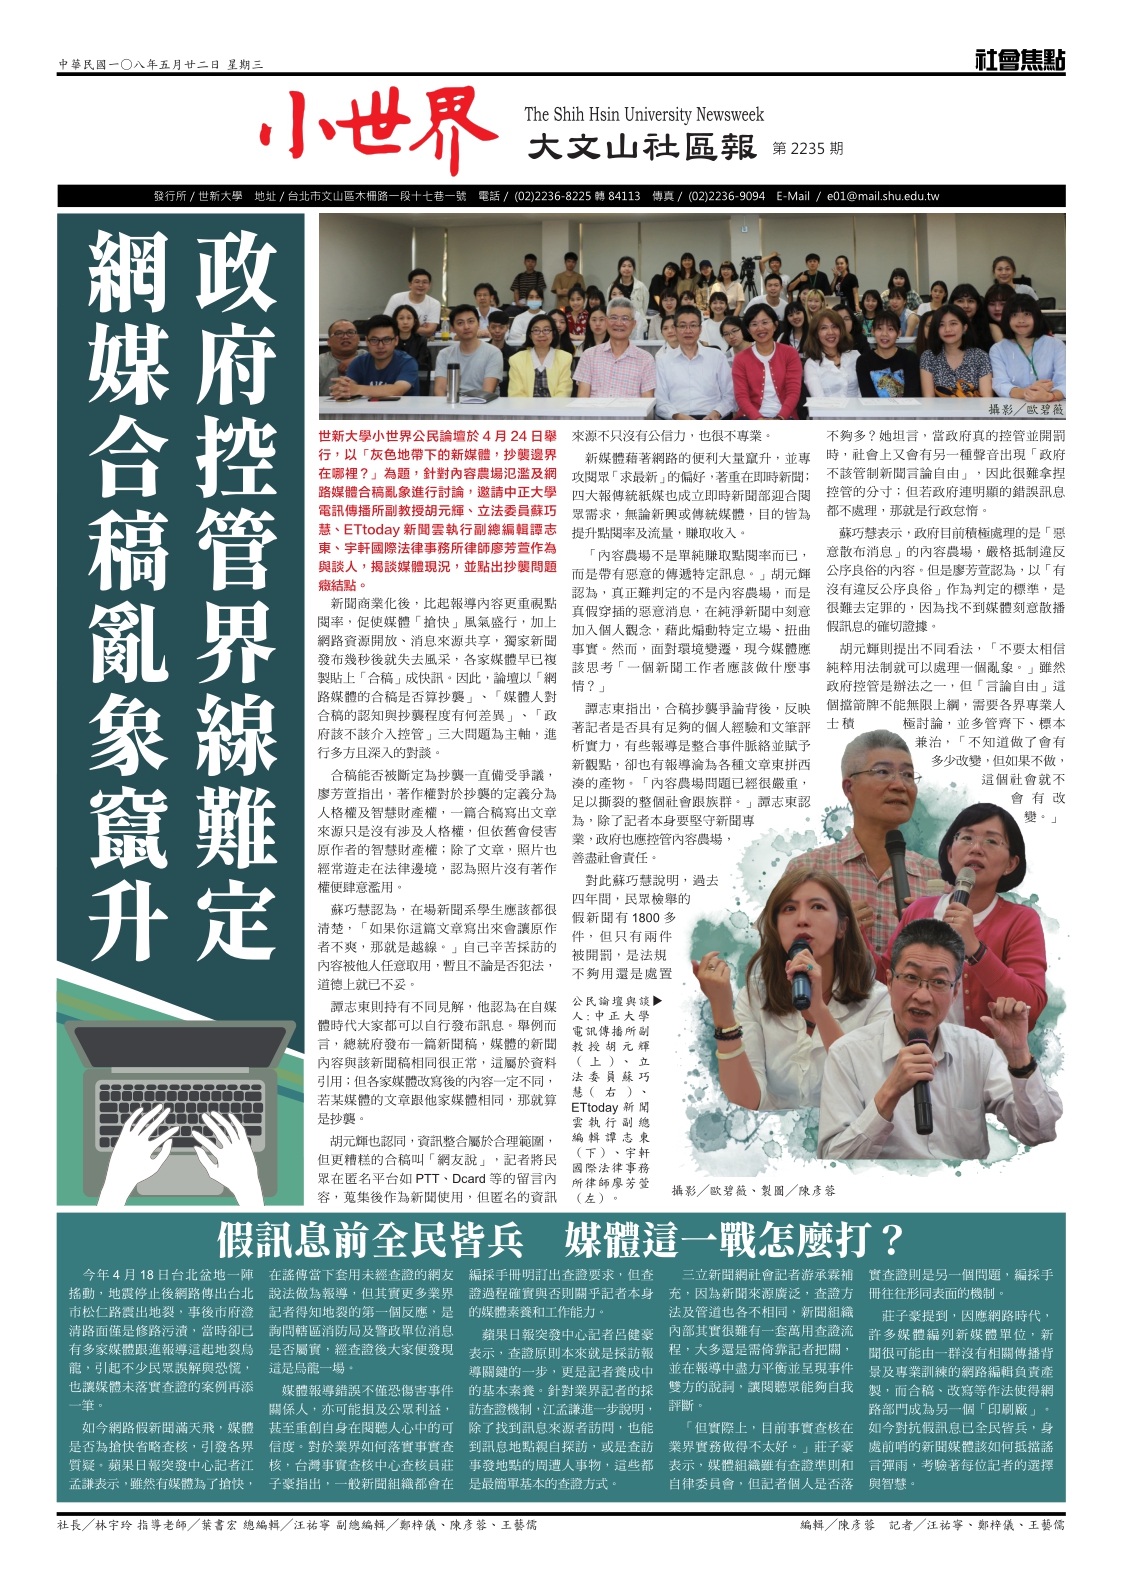 中華民國一〇八年五月廿二日 星期三
社會焦點
小世界
The Shih Hsin University Newsweek
大文山社區報 第 2235 期
發行所 / 世新大學 地址 / 台北市文山區木柵路一段十七巷一號 電話 / (02)2236-8225 轉 84113 傳真 / (02)2236-9094 E-Mail / e01@mail.shu.edu.tw
政府控管界線難定
網媒合稿亂象竄升
攝影／歐碧薇
世新大學小世界公民論壇於 4 月 24 日舉
行，以「灰色地帶下的新媒體，抄襲邊界
在哪裡？」為題，針對內容農場氾濫及網
路媒體合稿亂象進行討論，邀請中正大學
電訊傳播所副教授胡元輝、立法委員蘇巧
慧、ETtoday 新聞雲執行副總編輯譚志
東、宇軒國際法律事務所律師廖芳萱作為
與談人，揭談媒體現況，並點出抄襲問題
癥結點。
新聞商業化後，比起報導內容更重視點
閱率，促使媒體「搶快」風氣盛行，加上
網路資源開放、消息來源共享，獨家新聞
發布幾秒後就失去風采，各家媒體早已複
製貼上「合稿」成快訊。因此，論壇以「網
路媒體的合稿是否算抄襲」、「媒體人對
合稿的認知與抄襲程度有何差異」、「政
府該不該介入控管」三大問題為主軸，進
行多方且深入的對談。
合稿能否被斷定為抄襲一直備受爭議，
廖芳萱指出，著作權對於抄襲的定義分為
人格權及智慧財產權，一篇合稿寫出文章
來源只是沒有涉及人格權，但依舊會侵害
原作者的智慧財產權；除了文章，照片也
經常遊走在法律邊境，認為照片沒有著作
權便肆意濫用。
蘇巧慧認為，在場新聞系學生應該都很
清楚，「如果你這篇文章寫出來會讓原作
者不爽，那就是越線。」自己辛苦採訪的
內容被他人任意取用，暫且不論是否犯法，
道德上就已不妥。
譚志東則持有不同見解，他認為在自媒
體時代大家都可以自行發布訊息。舉例而
言，總統府發布一篇新聞稿，媒體的新聞
內容與該新聞稿相同很正常，這屬於資料
引用；但各家媒體改寫後的內容一定不同，
若某媒體的文章跟他家媒體相同，那就算
是抄襲。
胡元輝也認同，資訊整合屬於合理範圍，
但更糟糕的合稿叫「網友說」，記者將民
眾在匿名平台如 PTT、Dcard 等的留言內
容，蒐集後作為新聞使用，但匿名的資訊
來源不只沒有公信力，也很不專業。
新媒體藉著網路的便利大量竄升，並專
攻閱眾「求最新」的偏好，著重在即時新聞；
四大報傳統紙媒也成立即時新聞部迎合閱
眾需求，無論新興或傳統媒體，目的皆為
提升點閱率及流量，賺取收入。
「內容農場不是單純賺取點閱率而已，
而是帶有惡意的傳遞特定訊息。」胡元輝
認為，真正難判定的不是內容農場，而是
真假穿插的惡意消息，在純淨新聞中刻意
加入個人觀念，藉此煽動特定立場、扭曲
事實。然而，面對環境變遷，現今媒體應
該思考「一個新聞工作者應該做什麼事
情？」
譚志東指出，合稿抄襲爭論背後，反映
著記者是否具有足夠的個人經驗和文筆評
析實力，有些報導是整合事件脈絡並賦予
新觀點，卻也有報導淪為各種文章東拼西
湊的產物。「內容農場問題已經很嚴重，
足以撕裂的整個社會跟族群。」譚志東認
為，除了記者本身要堅守新聞專
業，政府也應控管內容農場，
善盡社會責任。
對此蘇巧慧說明，過去
四年間，民眾檢舉的
假新聞有 1800 多
件，但只有兩件
被開罰，是法規
不夠用還是處置
不夠多？她坦言，當政府真的控管並開罰
時，社會上又會有另一種聲音出現「政府
不該管制新聞言論自由」，因此很難拿捏
控管的分寸；但若政府連明顯的錯誤訊息
都不處理，那就是行政怠惰。
蘇巧慧表示，政府目前積極處理的是「惡
意散布消息」的內容農場，嚴格抵制違反
公序良俗的內容。但是廖芳萱認為，以「有
沒有違反公序良俗」作為判定的標準，是
很難去定罪的，因為找不到媒體刻意散播
假訊息的確切證據。
胡元輝則提出不同看法，「不要太相信
純粹用法制就可以處理一個亂象。」雖然
政府控管是辦法之一，但「言論自由」這
個擋箭牌不能無限上綱，需要各界專業人
士積極討論，並多管齊下、標本
兼治，「不知道做了會有
多少改變，但如果不做，
這個社會就不
會有改
變。」
公民論壇與談▶
人：中正大學
電訊傳播所副
教授胡元輝
（上）、立
法委員蘇巧
慧（右）、
ETtoday 新聞
雲執行副總
編輯譚志東
（下）、宇軒
國際法律事務
所律師廖芳萱
（左）。
攝影／歐碧薇、製圖／陳彥蓉
假訊息前全民皆兵 媒體這一戰怎麼打？
今年 4 月 18 日台北盆地一陣
搖動，地震停止後網路傳出台北
市松仁路震出地裂，事後市府澄
清路面僅是修路污漬，當時卻已
有多家媒體跟進報導這起地裂烏
龍，引起不少民眾誤解與恐慌，
也讓媒體未落實查證的案例再添
一筆。
如今網路假新聞滿天飛，媒體
是否為搶快省略查核，引發各界
質疑。蘋果日報突發中心記者江
孟謙表示，雖然有媒體為了搶快，
在謠傳當下套用未經查證的網友
說法做為報導，但其實更多業界
記者得知地裂的第一個反應，是
詢問轄區消防局及警政單位消息
是否屬實，經查證後大家便發現
這是烏龍一場。
媒體報導錯誤不僅恐傷害事件
關係人，亦可能損及公眾利益，
甚至重創自身在閱聽人心中的可
信度。對於業界如何落實事實查
核，台灣事實查核中心查核員莊
子豪指出，一般新聞組織都會在
編採手冊明訂出查證要求，但查
證過程確實與否則關乎記者本身
的媒體素養和工作能力。
蘋果日報突發中心記者呂健豪
表示，查證原則本來就是採訪報
導關鍵的一步，更是記者養成中
的基本素養。針對業界記者的採
訪查證機制，江孟謙進一步說明，
除了找到訊息來源者訪問，也能
到訊息地點親自探訪，或是查訪
事發地點的周遭人事物，這些都
是最簡單基本的查證方式。
三立新聞網社會記者游承霖補
充，因為新聞來源廣泛，查證方
法及管道也各不相同，新聞組織
內部其實很難有一套萬用查證流
程，大多還是需倚靠記者把關，
並在報導中盡力平衡並呈現事件
雙方的說詞，讓閱聽眾能夠自我
評斷。
「但實際上，目前事實查核在
業界實務做得不太好。」莊子豪
表示，媒體組織雖有查證準則和
自律委員會，但記者個人是否落
實查證則是另一個問題，編採手
冊往往形同表面的機制。
莊子豪提到，因應網路時代，
許多媒體編列新媒體單位，新
聞很可能由一群沒有相關傳播背
景及專業訓練的網路編輯負責產
製，而合稿、改寫等作法使得網
路部門成為另一個「印刷廠」。
如今對抗假訊息已全民皆兵，身
處前哨的新聞媒體該如何抵擋謠
言彈雨，考驗著每位記者的選擇
與智慧。
社長／林宇玲 指導老師／葉書宏 總編輯／汪祐寧 副總編輯／鄭梓儀、陳彥蓉、王藝儒
編輯／陳彥蓉 記者／汪祐寧、鄭梓儀、王藝儒